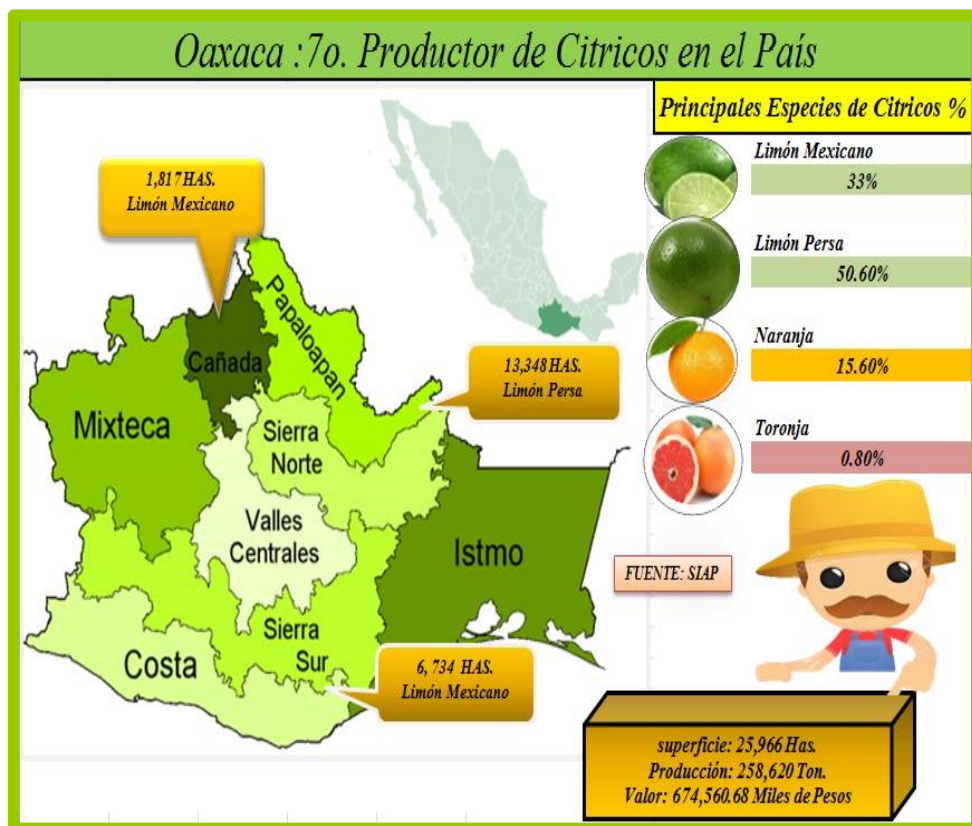 Oaxaca :7o. Productor de Citricos en el País
Principales Especies de Citricos %
Limón Mexicano
33%
Limón Persa
50.60%
Naranja
15.60%
Toronja
0.80%
1,817 HAS.
Limón Mexicano
Papaloapan
Cañada
13,348 HAS.
Limón Persa
Mixteca
Sierra
Norte
Valles
Centrales
Istmo
FUENTE: SIAP
Sierra
Sur
Costa
6, 734 HAS.
Limón Mexicano
superficie: 25,966 Has.
Producción: 258,620 Ton.
Valor: 674,560.68 Miles de Pesos